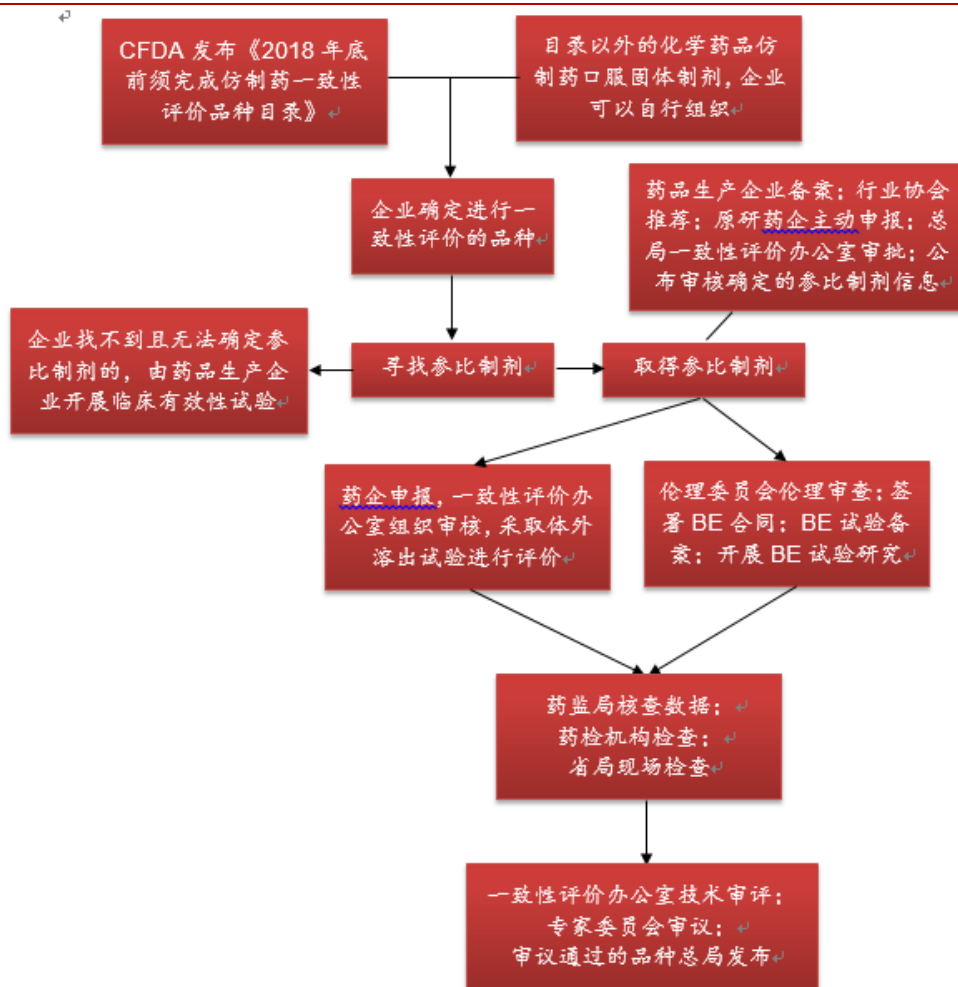 CFDA 发布《2018 年底
前须完成仿制药一致性
评价品种目录》
目录以外的化学药品仿
制药口服固体制剂，企业
可以自行组织
企业确定进行一
致性评价的品种
药品生产企业备案；行业协会
推荐；原研药企主动申报；总
局一致性评价办公室审批；公
布审核确定的参比制剂信息
企业找不到且无法确定参
比制剂的，由药品生产企
业开展临床有效性试验
寻找参比制剂
取得参比制剂
药企申报，一致性评价办
公室组织审核，采取体外
溶出试验进行评价
伦理委员会伦理审查；签
署 BE 合同；BE 试验备
案；开展 BE 试验研究
药监局核查数据；
药检机构检查；
省局现场检查
一致性评价办公室技术审评；
专家委员会审议；
审议通过的品种总局发布